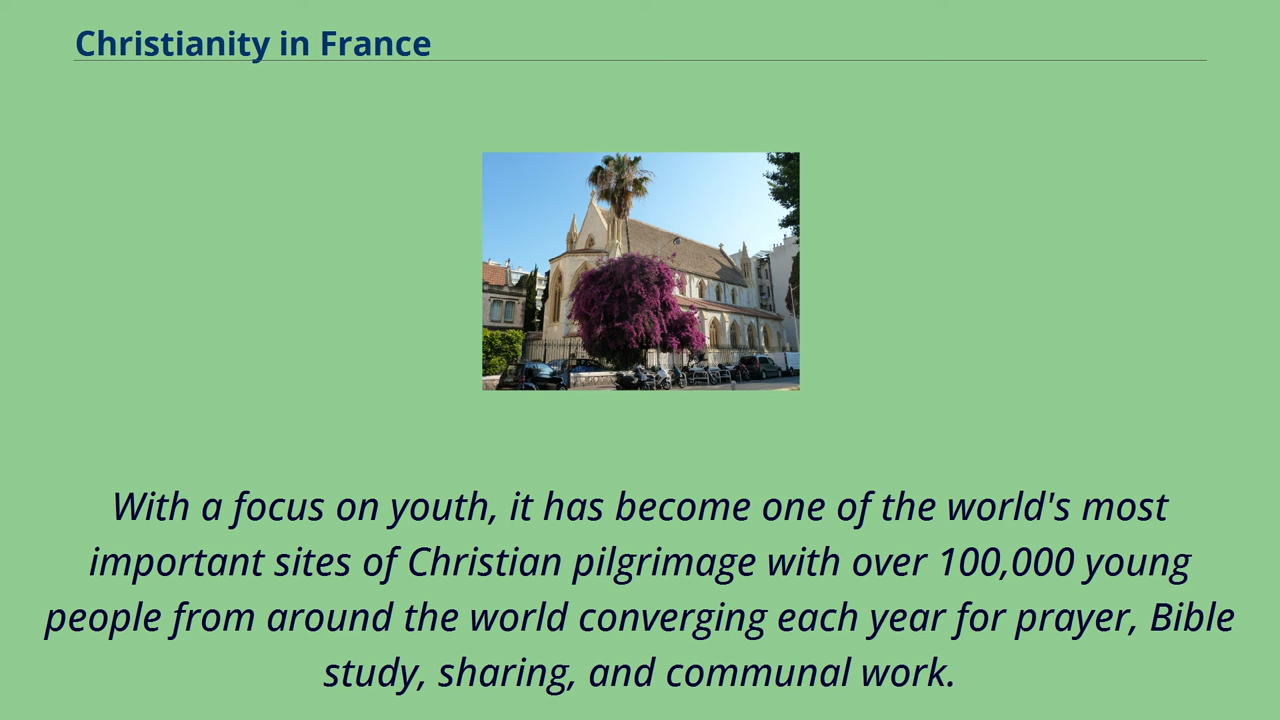 Christianity in France
With a focus on youth, it has become one of the world's most
important sites of Christian pilgrimage with over 100,000 young
people from around the world converging each year for prayer, Bible
study, sharing, and communal work.